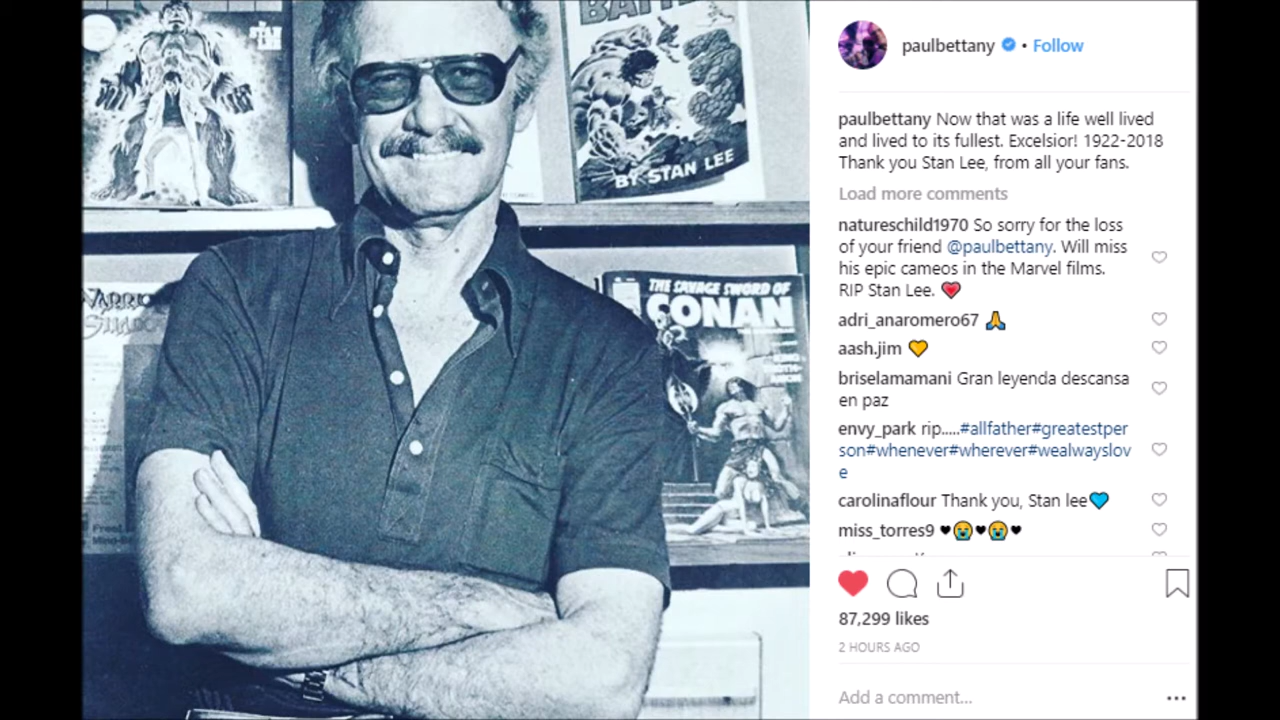 BATTLES
BY STAN LEE
THE SAVAGE SWORD OF
CONAN
paulbettany • Follow
paulbettany Now that was a life well lived
and lived to its fullest. Excelsior! 1922-2018
Thank you Stan Lee, from all your fans.
Load more comments
natureschild1970 So sorry for the loss
of your friend @paulbettany. Will miss
his epic cameos in the Marvel films.
RIP Stan Lee. ❤️
adri_anaromero67 🙏
aash.jim 💛
briselamamani Gran leyenda descansa
en paz
envy_park rip.....#allfather#greatestper
son#whenever#wherever#wealwayslov
e
carolinaflour Thank you, Stan lee💙
miss_torres9 ♥😭♥😭♥
87,299 likes
2 HOURS AGO
Add a comment...